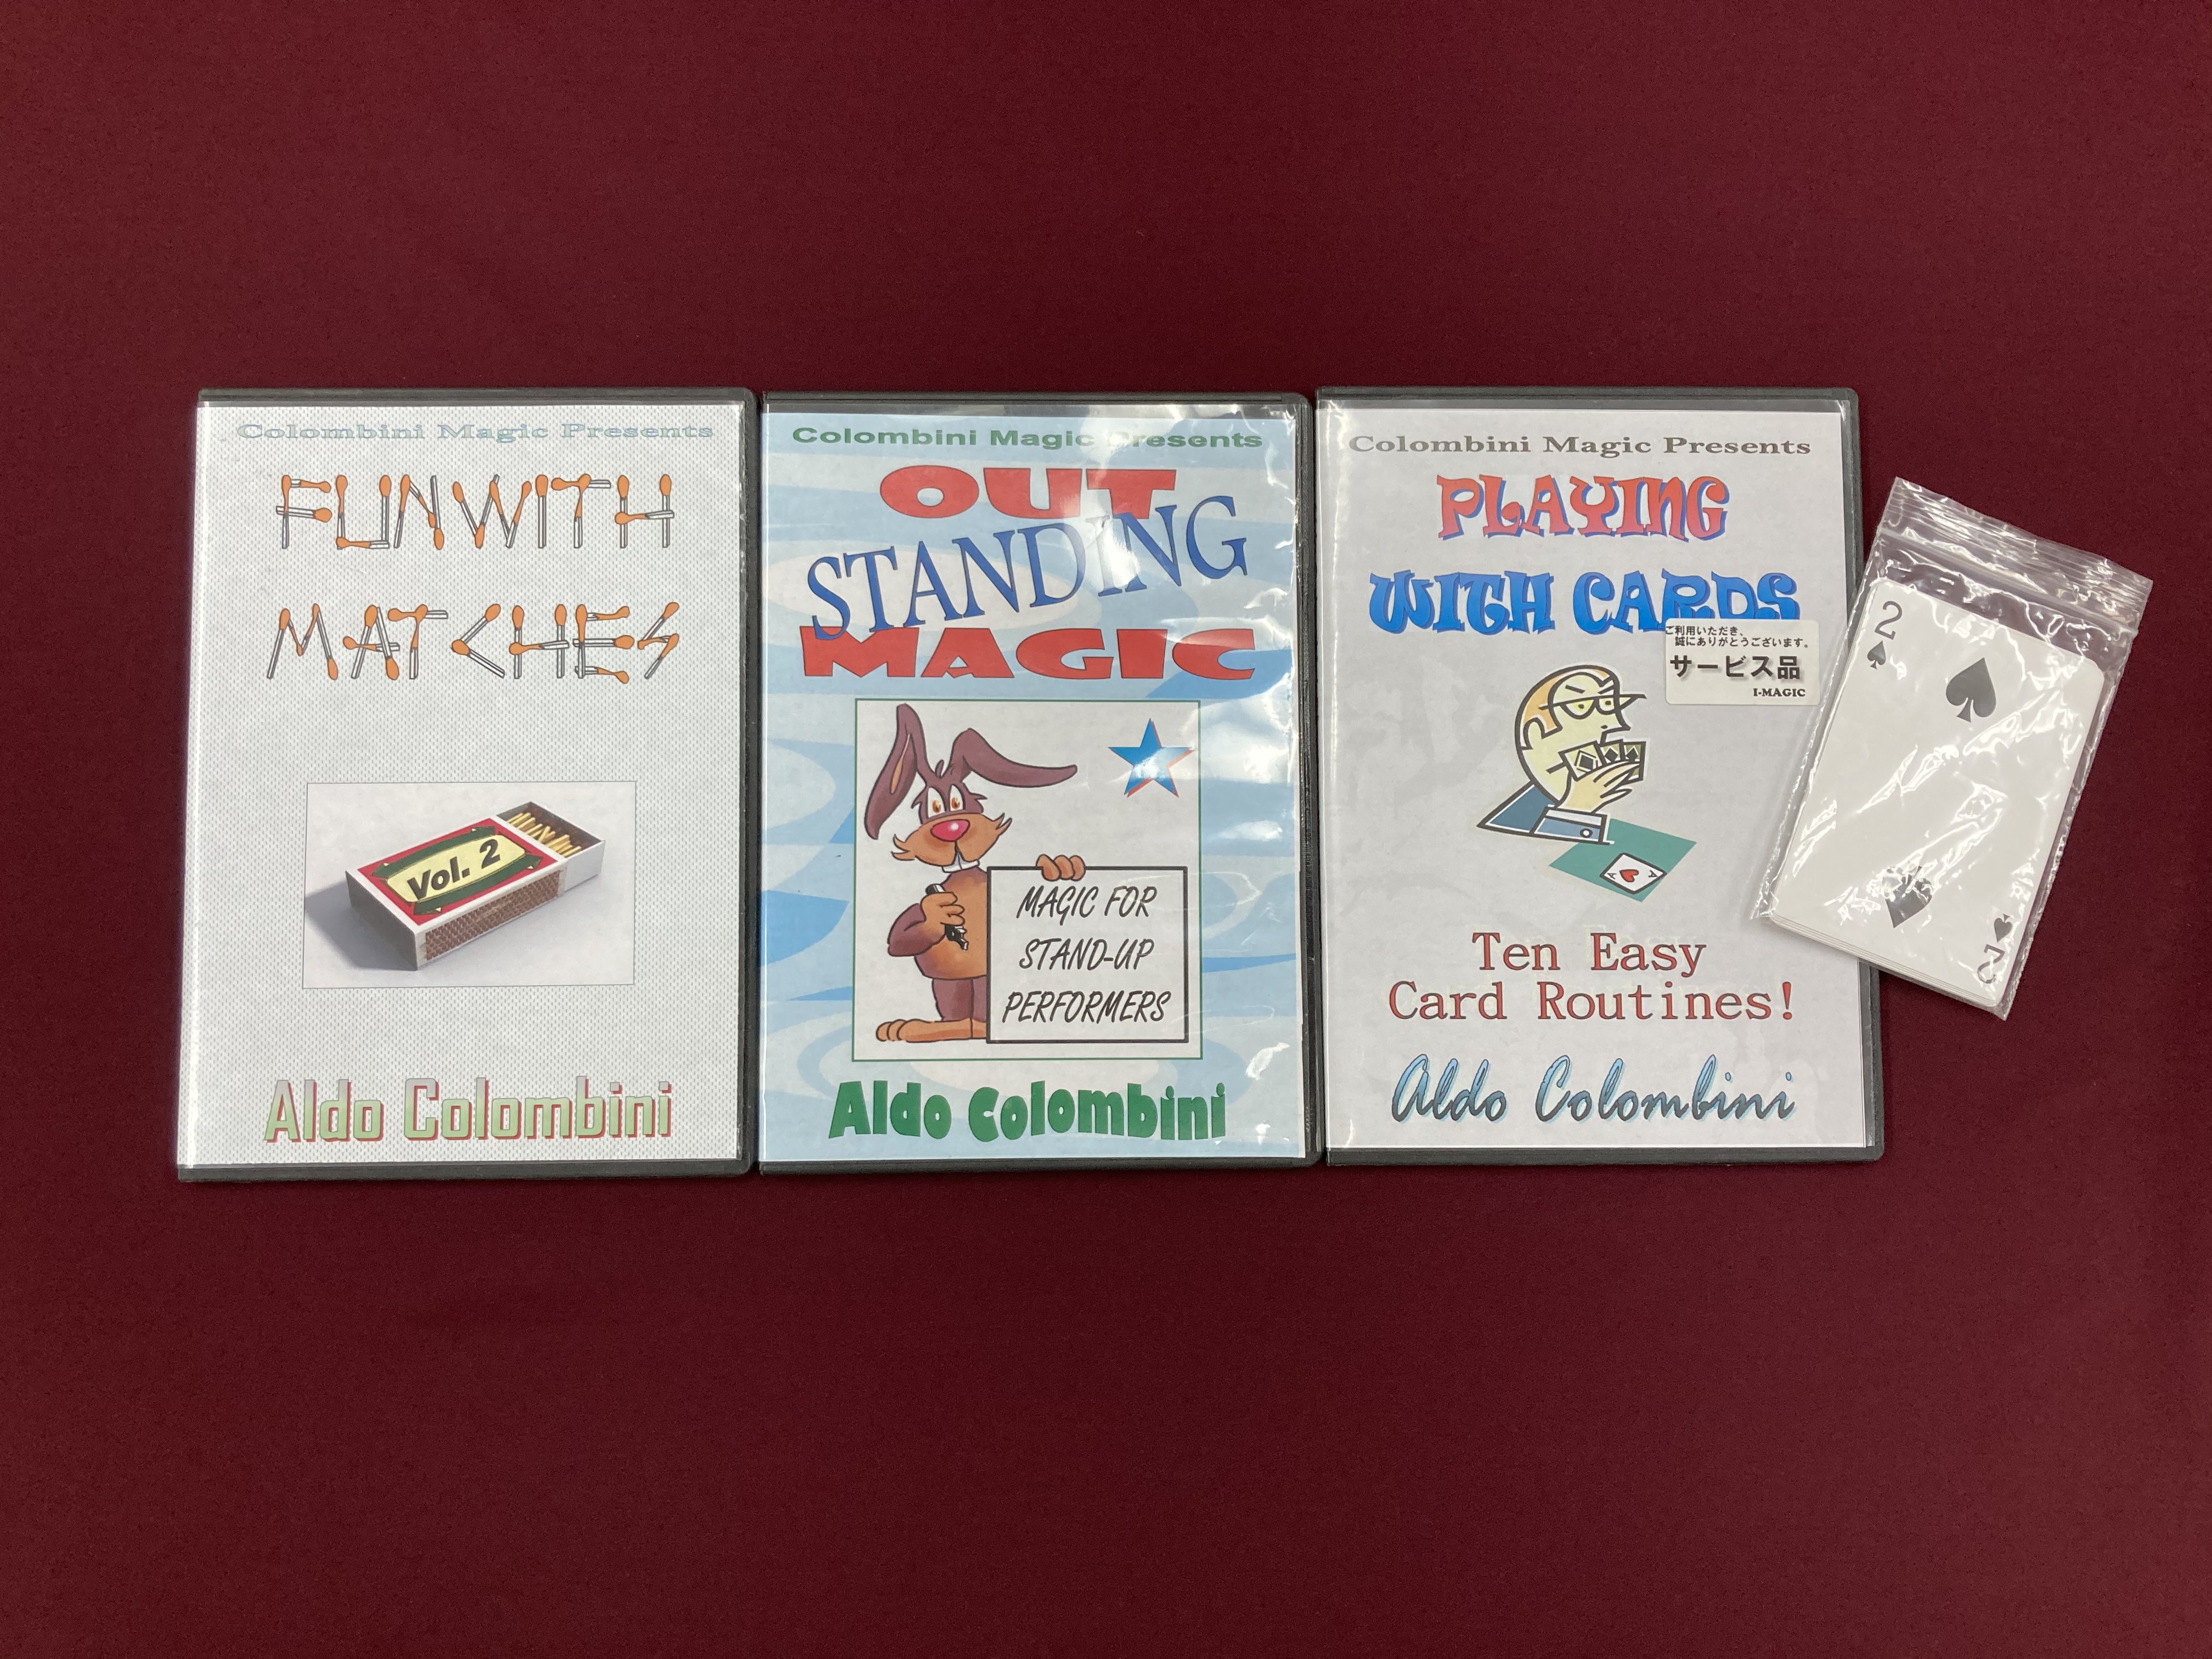 Colombini Magic Presents
FUN WITH
MATCHES
Vol. 2
Aldo Colombini
Colombini Magic Presents
OUT
STANDING
MAGIC
MAGIC FOR
STAND-UP
PERFORMERS
Aldo Colombini
Colombini Magic Presents
PLAYING
WITH CARDS
ご利用いただき、
誠にありがとうございます。
サービス品
I-MAGIC
A
A
Ten Easy
Card Routines!
Aldo Colombini
2
2